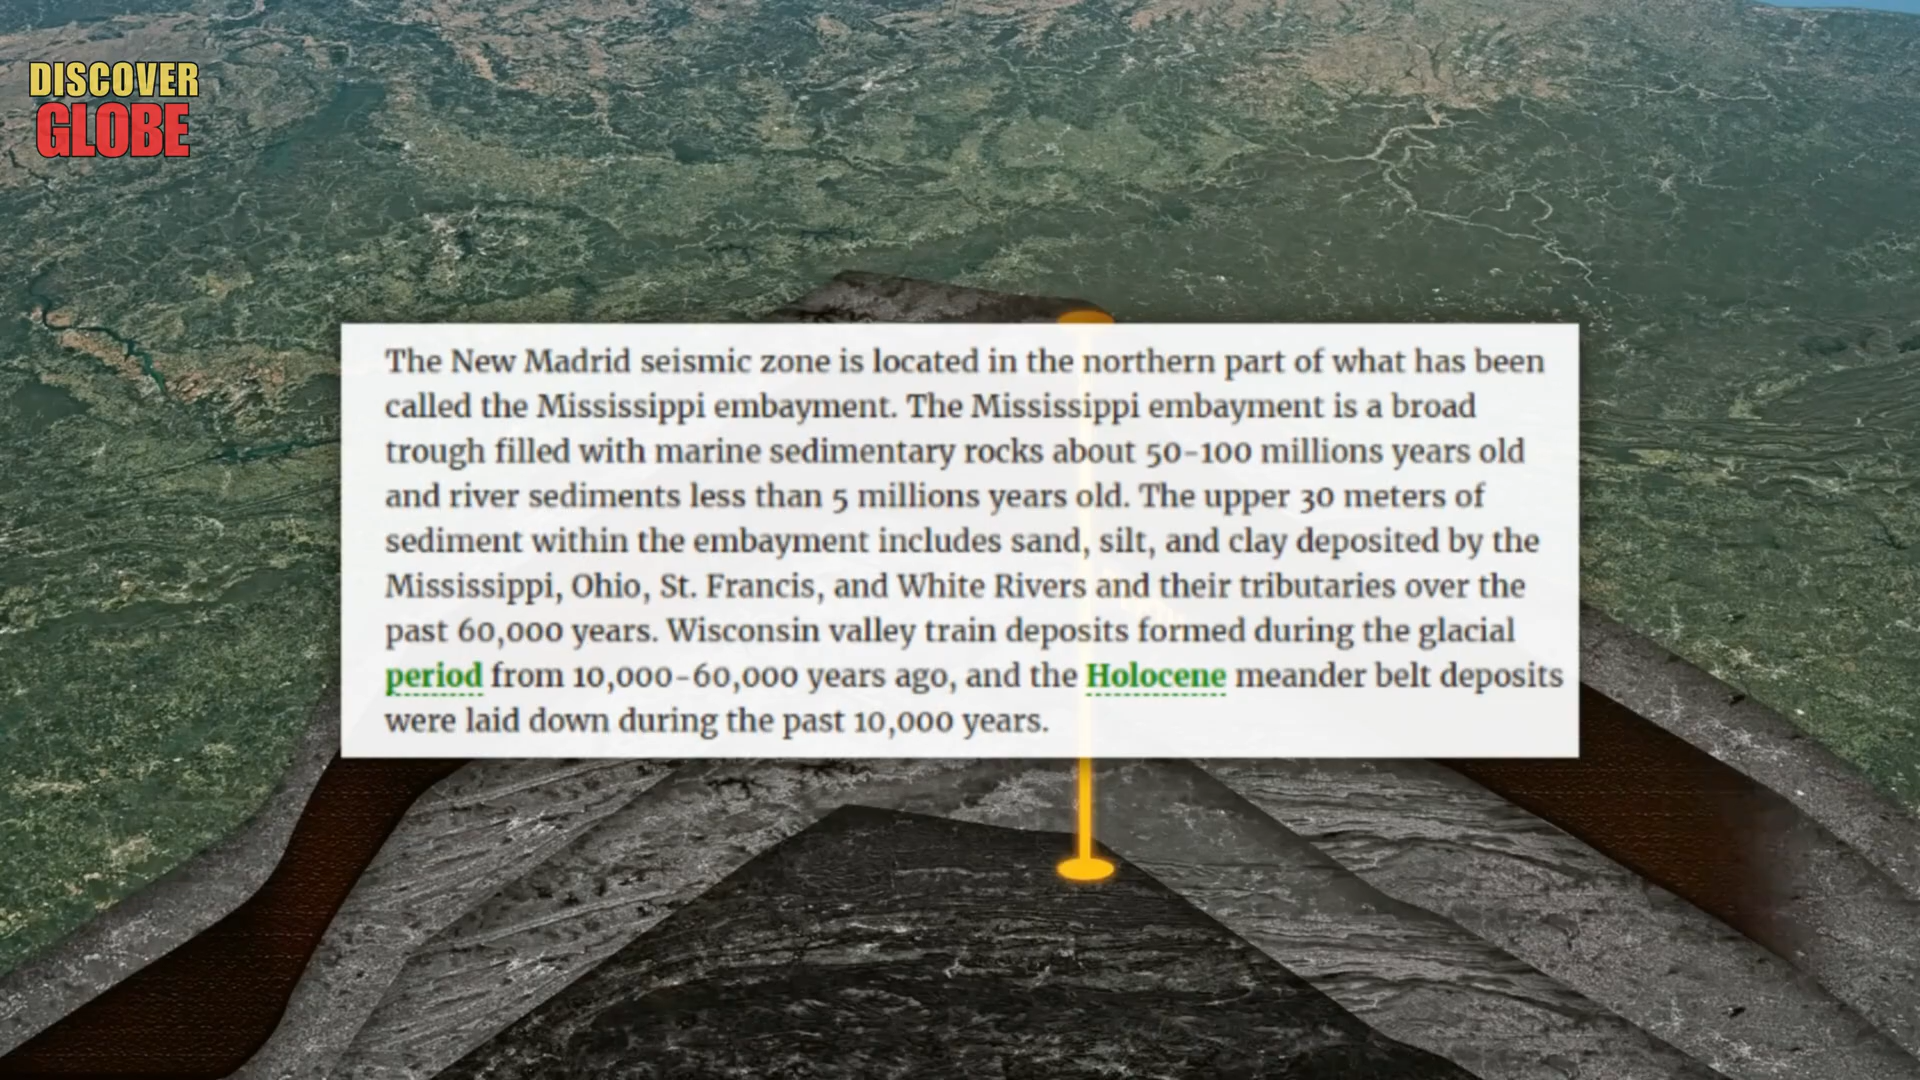 DISCOVER
GLOBE
The New Madrid seismic zone is located in the northern part of what has been
called the Mississippi embayment. The Mississippi embayment is a broad
trough filled with marine sedimentary rocks about 50-100 millions years old
and river sediments less than 5 millions years old. The upper 30 meters of
sediment within the embayment includes sand, silt, and clay deposited by the
Mississippi, Ohio, St. Francis, and White Rivers and their tributaries over the
past 60,000 years. Wisconsin valley train deposits formed during the glacial
period from 10,000-60,000 years ago, and the Holocene meander belt deposits
were laid down during the past 10,000 years.